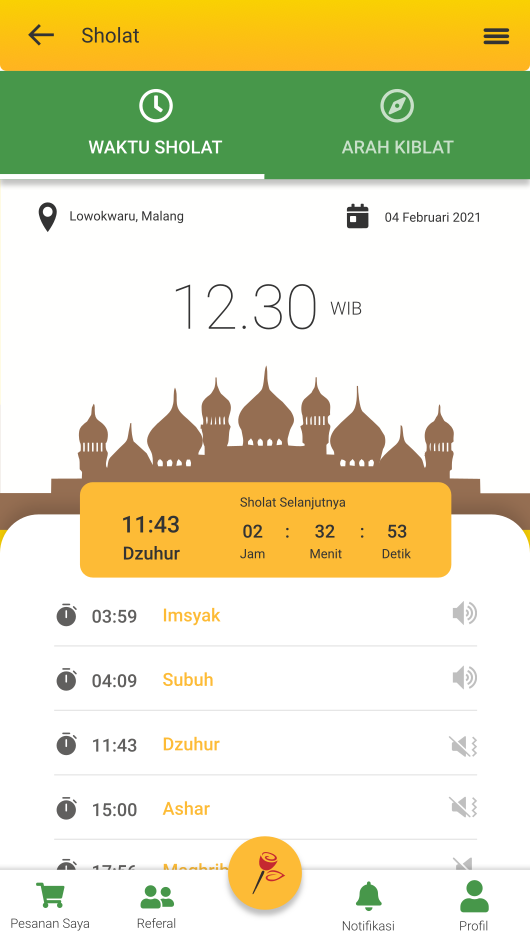 Sholat
WAKTU SHOLAT
ARAH KIBLAT
Lowokwaru, Malang
04 Februari 2021
12.30 WIB
11:43
Dzuhur
Sholat Selanjutnya
02 : 32 : 53
Jam Menit Detik
03:59 Imsyak
04:09 Subuh
11:43 Dzuhur
15:00 Ashar
17:56 Maghrib
Pesanan Saya
Referal
Notifikasi
Profil